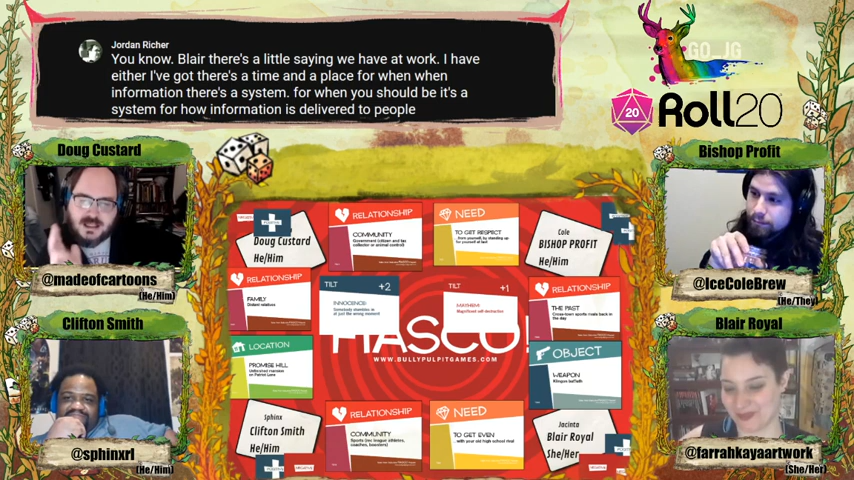 Jordan Richer
You know. Blair there's a little saying we have at work. I have
either I've got there's a time and a place for when when
information there's a system. for when you should be it's a
system for how information is delivered to people
GO_JG
20
Roll20
Doug Custard
@madeofcartoons
(He/Him)
Clifton Smith
@sphinxrl
(He/Him)
Bishop Profit
@IceColeBrew
(He/They)
Blair Royal
@farrahkayaartwork
(She/Her)
Doug Custard
He/Him
RELATIONSHIP
COMMUNITY
Government (citizen and tax
collector or animal control)
NEED
TO GET RESPECT
...from yourself, by standing up
for yourself at last
Cole
BISHOP PROFIT
He/Him
RELATIONSHIP
FAMILY
Distant relatives
TILT +2
INNOCENCE:
Somebody stumbles in
at just the wrong moment
TILT +1
MAYHEM:
Magnificent self-destruction
RELATIONSHIP
THE PAST
Cross-town sports rivals back in
the day
FIASCO
WWW.BULLYPULPITGAMES.COM
LOCATION
PROMISE HILL
Unfinished mansion
on Patriot Lane
OBJECT
WEAPON
Klingon bat'leth
Sphinx
Clifton Smith
He/Him
RELATIONSHIP
COMMUNITY
Sports (rec league athletes,
coaches, boosters)
NEED
TO GET EVEN
...with your old high school rival
Jacinta
Blair Royal
She/Her